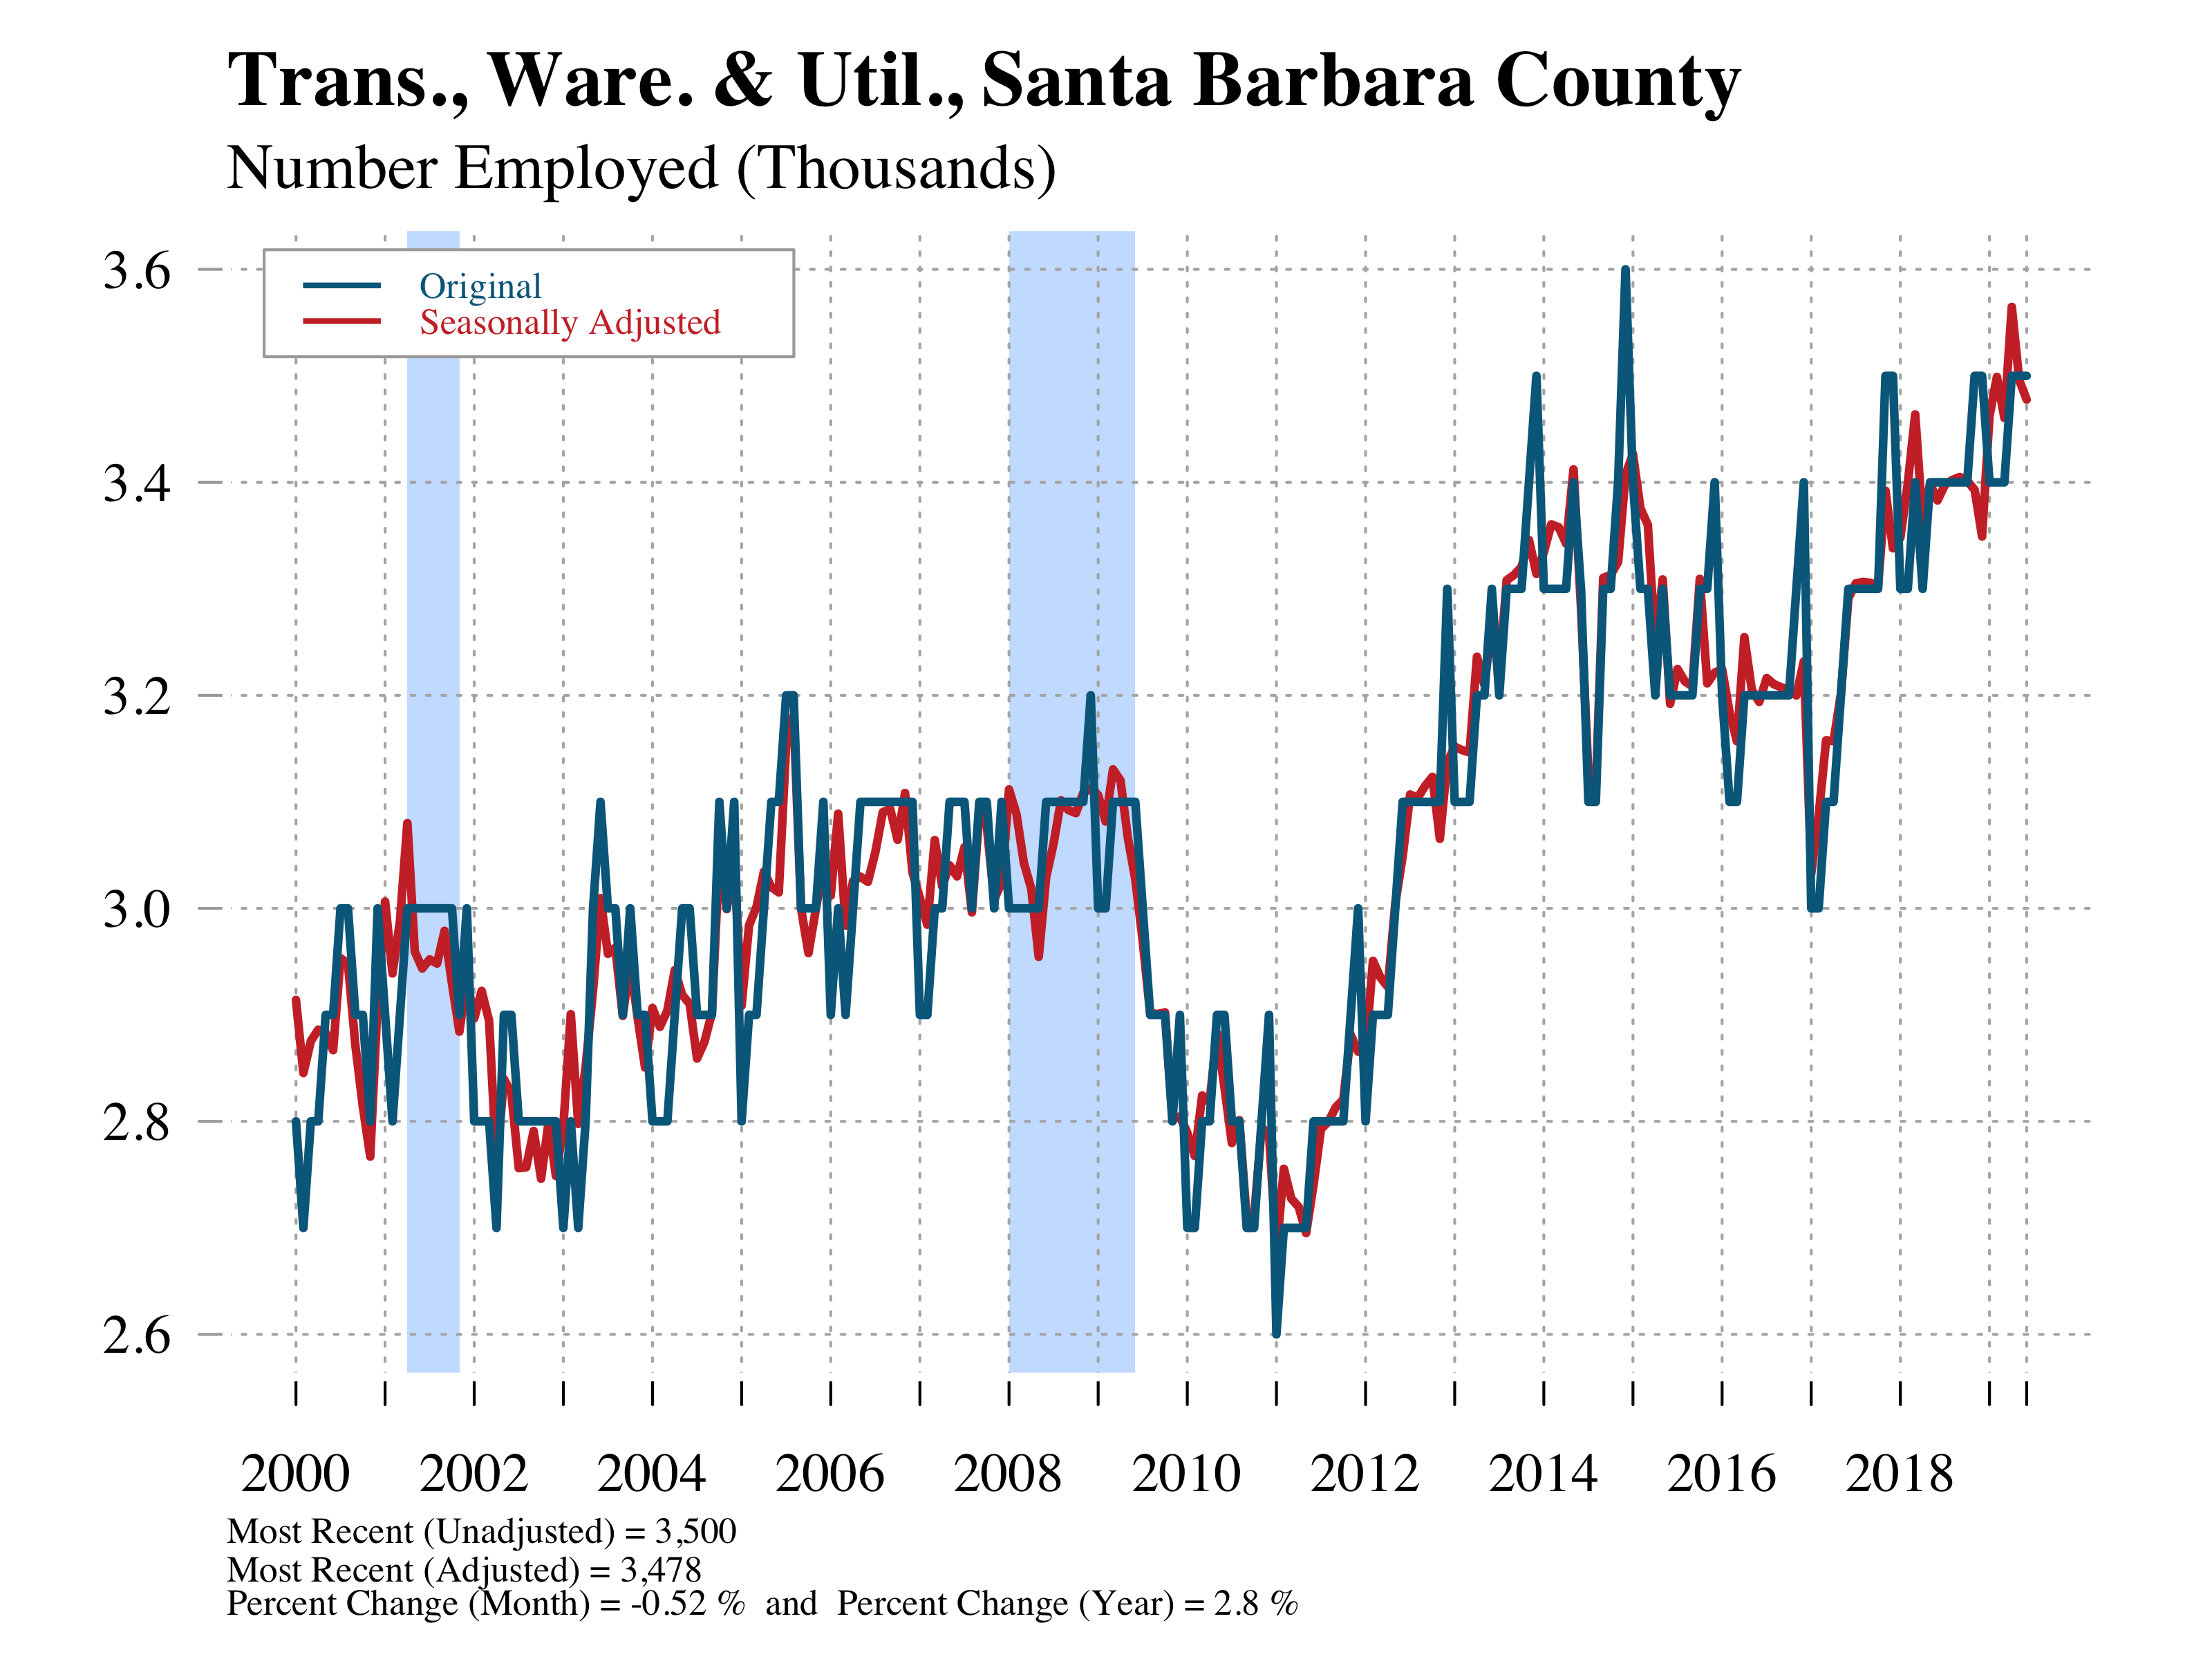 Trans., Ware. & Util., Santa Barbara County
Number Employed (Thousands)
Original
Seasonally Adjusted
3.6
3.4
3.2
3.0
2.8
2.6
2000 2002 2004 2006 2008 2010 2012 2014 2016 2018
Most Recent (Unadjusted) = 3,500
Most Recent (Adjusted) = 3,478
Percent Change (Month) = -0.52 % and Percent Change (Year) = 2.8 %